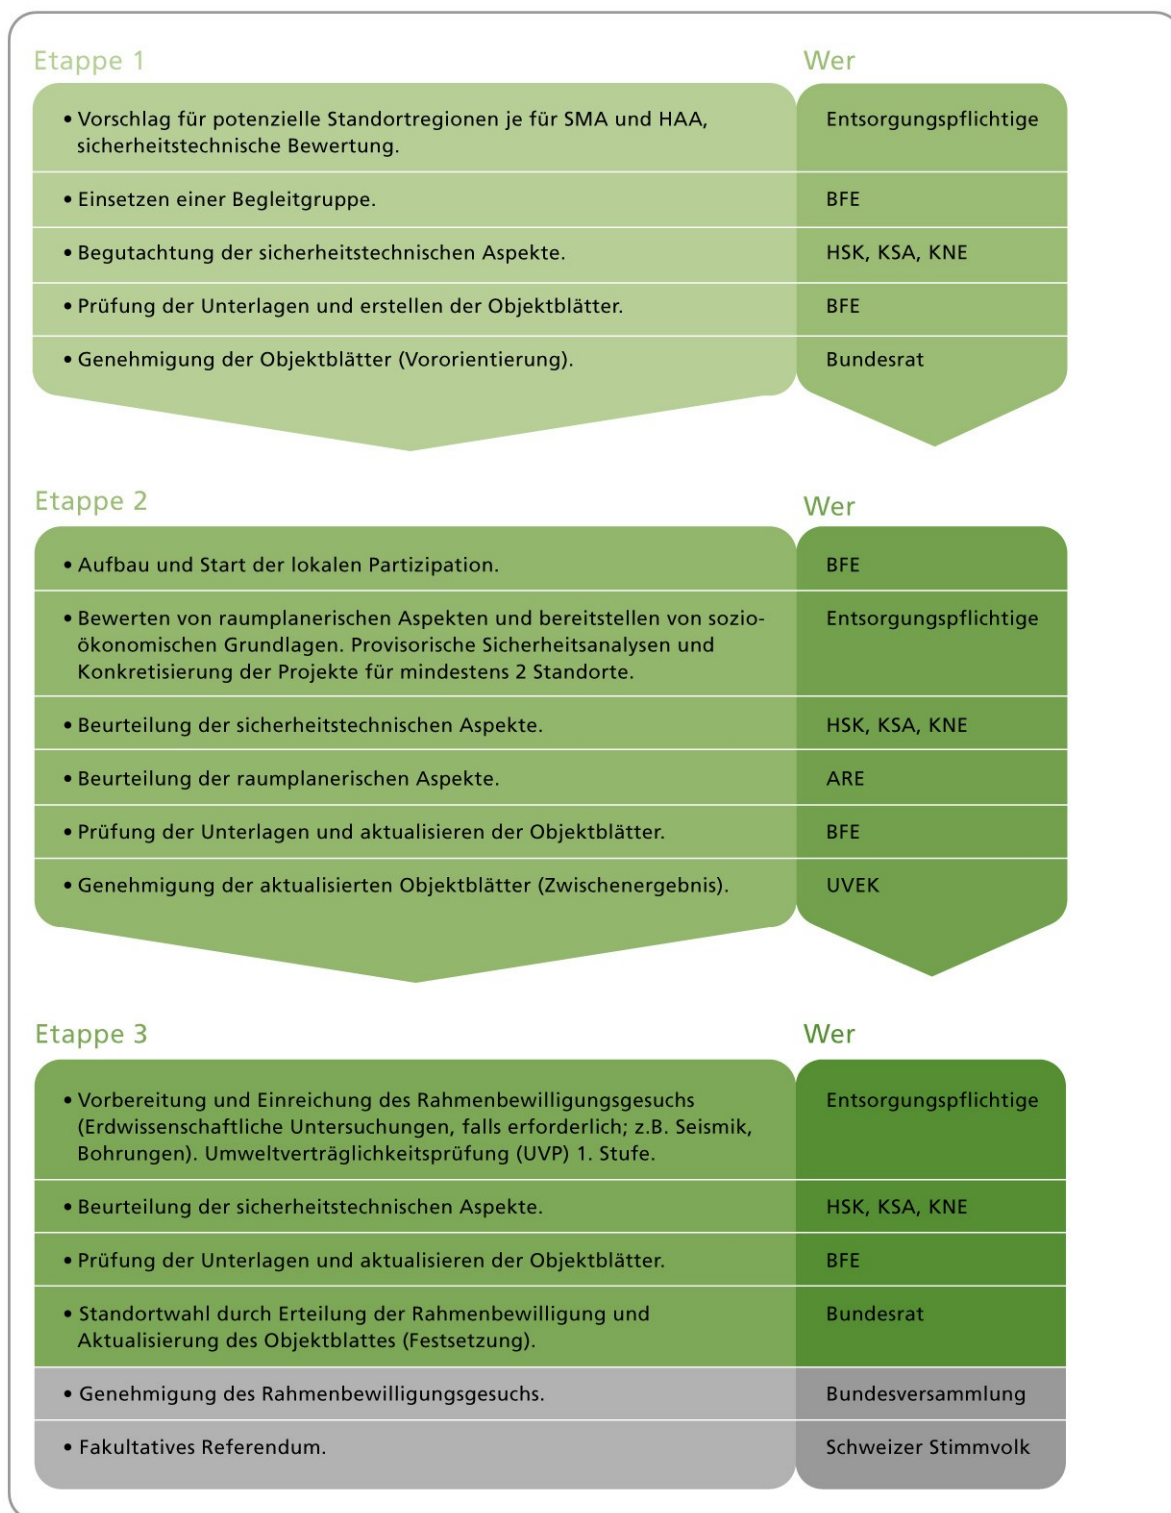 Etappe 1
Wer
• Vorschlag für potenzielle Standortregionen je für SMA und HAA,
sicherheitstechnische Bewertung.
Entsorgungspflichtige
• Einsetzen einer Begleitgruppe.
BFE
• Begutachtung der sicherheitstechnischen Aspekte.
HSK, KSA, KNE
• Prüfung der Unterlagen und erstellen der Objektblätter.
BFE
• Genehmigung der Objektblätter (Vororientierung).
Bundesrat
Etappe 2
Wer
• Aufbau und Start der lokalen Partizipation.
BFE
• Bewerten von raumplanerischen Aspekten und bereitstellen von sozio-
ökonomischen Grundlagen. Provisorische Sicherheitsanalysen und
Konkretisierung der Projekte für mindestens 2 Standorte.
Entsorgungspflichtige
• Beurteilung der sicherheitstechnischen Aspekte.
HSK, KSA, KNE
• Beurteilung der raumplanerischen Aspekte.
ARE
• Prüfung der Unterlagen und aktualisieren der Objektblätter.
BFE
• Genehmigung der aktualisierten Objektblätter (Zwischenergebnis).
UVEK
Etappe 3
Wer
• Vorbereitung und Einreichung des Rahmenbewilligungsgesuchs
(Erdwissenschaftliche Untersuchungen, falls erforderlich; z.B. Seismik,
Bohrungen). Umweltverträglichkeitsprüfung (UVP) 1. Stufe.
Entsorgungspflichtige
• Beurteilung der sicherheitstechnischen Aspekte.
HSK, KSA, KNE
• Prüfung der Unterlagen und aktualisieren der Objektblätter.
BFE
• Standortwahl durch Erteilung der Rahmenbewilligung und
Aktualisierung des Objektblattes (Festsetzung).
Bundesrat
• Genehmigung des Rahmenbewilligungsgesuchs.
Bundesversammlung
• Fakultatives Referendum.
Schweizer Stimmvolk